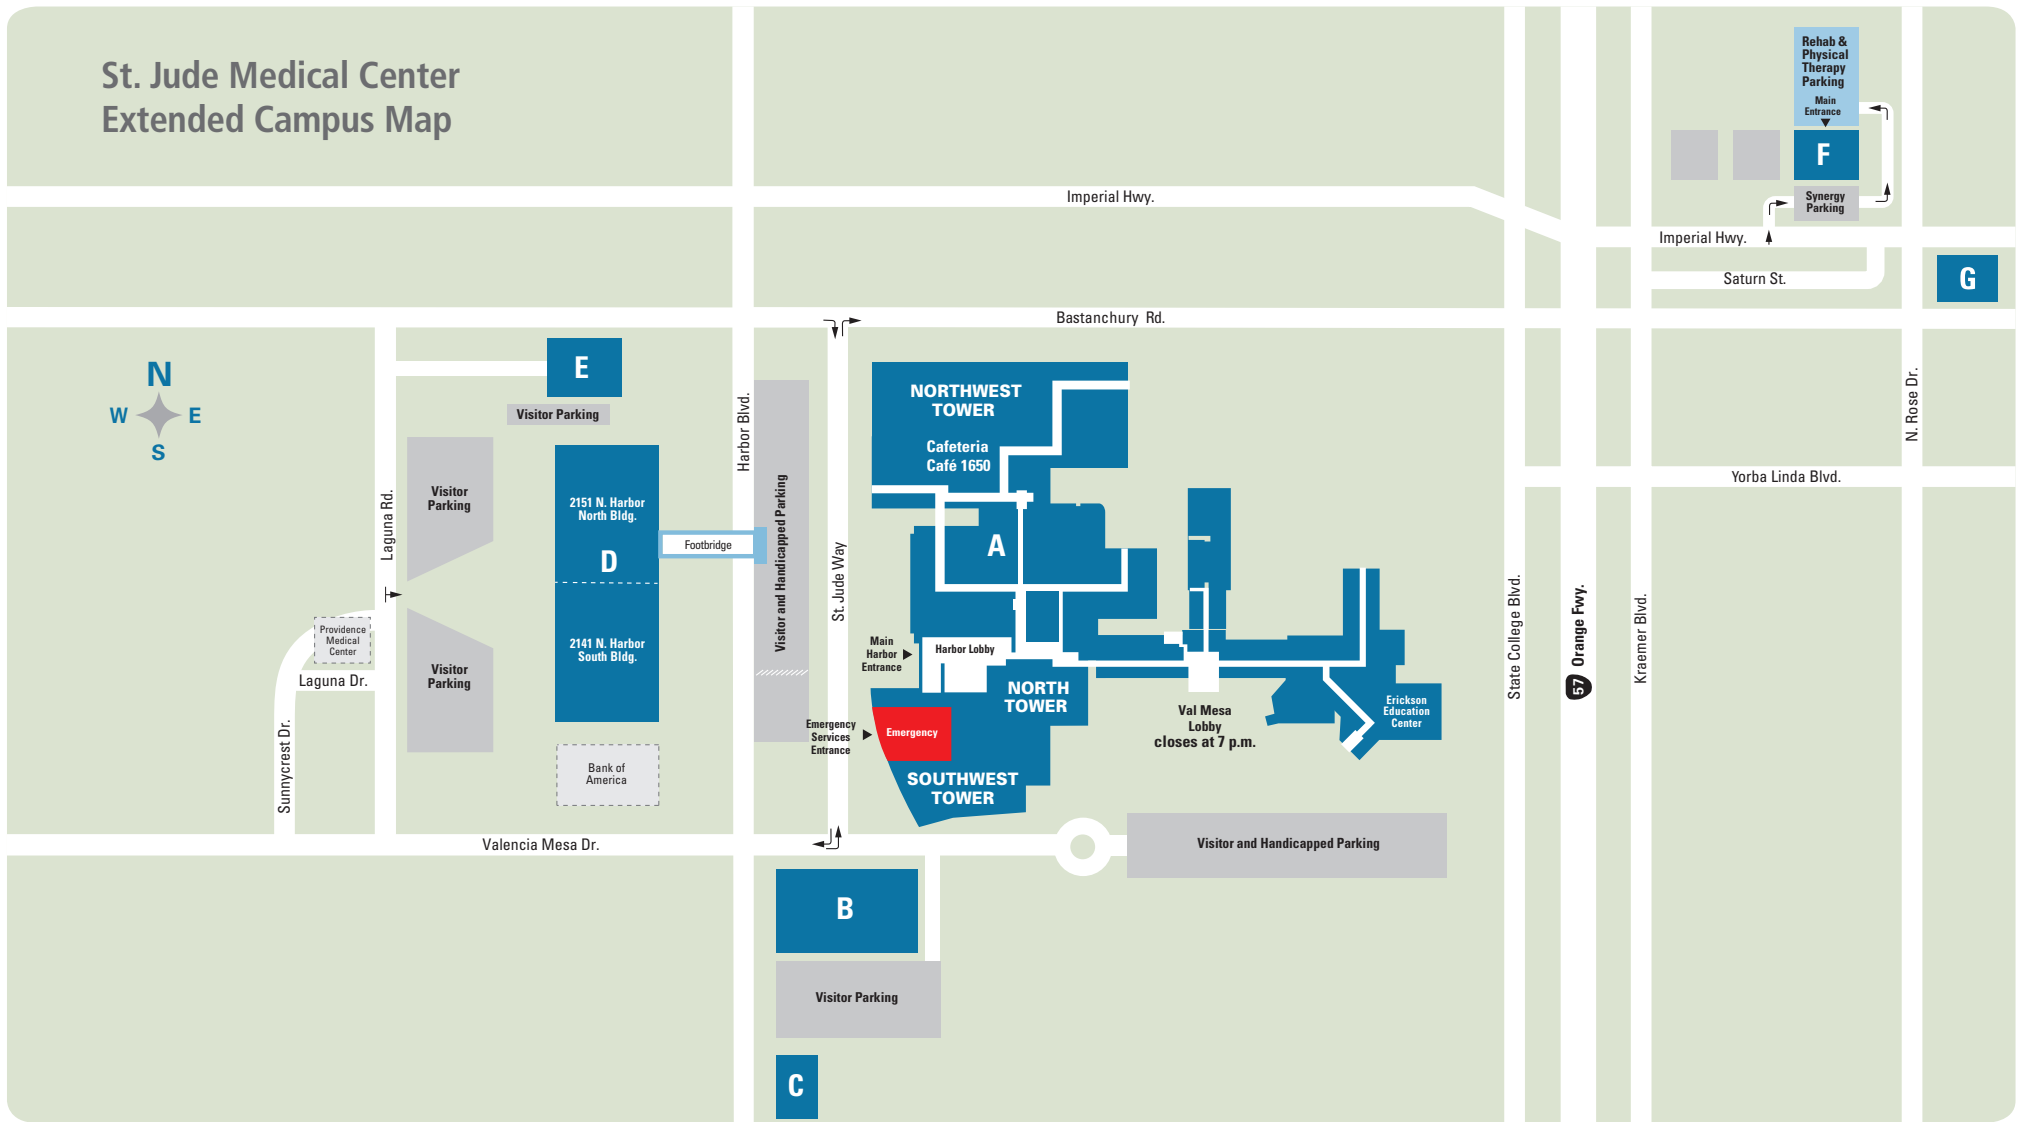 St. Jude Medical Center
Extended Campus Map
Rehab &
Physical
Therapy
Parking
Main
Entrance
F
Synergy
Parking
Imperial Hwy.
Imperial Hwy.
Saturn St.
G
Bastanchury Rd.
N
W E
S
E
Visitor Parking
Harbor Blvd.
Laguna Rd.
Visitor
Parking
2151 N. Harbor
North Bldg.
D
2141 N. Harbor
South Bldg.
Footbridge
Visitor and Handicapped Parking
St. Jude Way
NORTHWEST
TOWER
Cafeteria
Café 1650
A
Main
Harbor
Entrance
Harbor Lobby
NORTH
TOWER
Emergency
Services
Entrance
Emergency
SOUTHWEST
TOWER
Val Mesa
Lobby
closes at 7 p.m.
Erickson
Education
Center
State College Blvd.
57 Orange Fwy.
Kraemer Blvd.
N. Rose Dr.
Yorba Linda Blvd.
Providence
Medical
Center
Laguna Dr.
Sunnycrest Dr.
Visitor
Parking
Bank of
America
Valencia Mesa Dr.
Visitor and Handicapped Parking
B
Visitor Parking
C